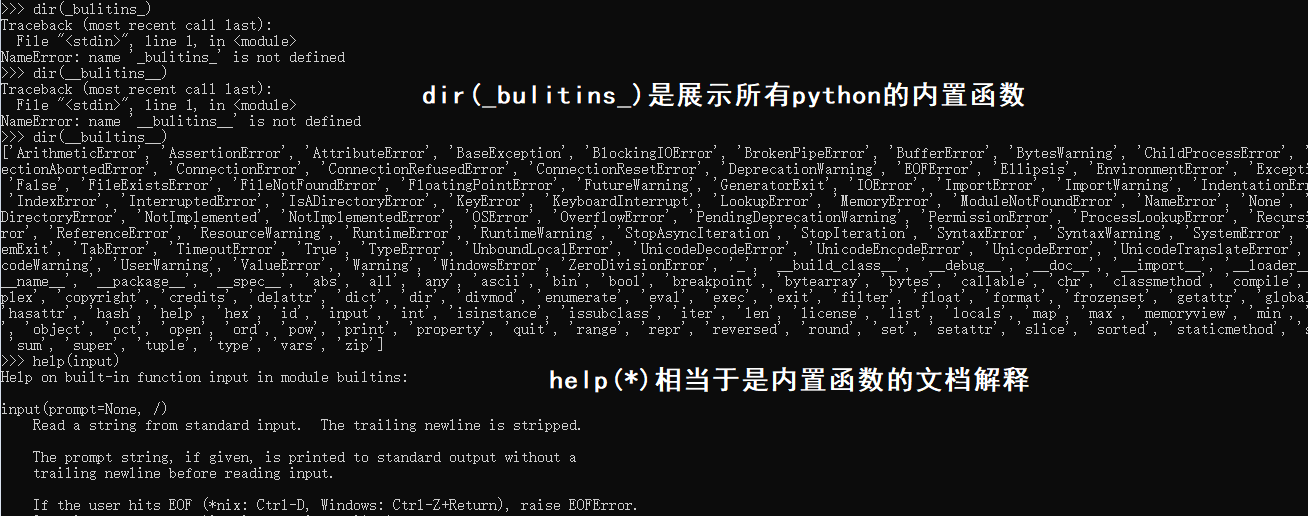 >>> dir(_bulitins_)
Traceback (most recent call last):
  File "<stdin>", line 1, in <module>
NameError: name '_bulitins_' is not defined
>>> dir(__bulitins__)
Traceback (most recent call last):
dir(_bulitins_)是展示所有python的内置函数
  File "<stdin>", line 1, in <module>
NameError: name '__bulitins__' is not defined
>>> dir(__builtins__)
['ArithmeticError', 'AssertionError', 'AttributeError', 'BaseException', 'BlockingIOError', 'BrokenPipeError', 'BufferError', 'BytesWarning', 'ChildProcessError', '
ectionAbortedError', 'ConnectionError', 'ConnectionRefusedError', 'ConnectionResetError', 'DeprecationWarning', 'EOFError', 'Ellipsis', 'EnvironmentError', 'Excepti
 'False', 'FileExistsError', 'FileNotFoundError', 'FloatingPointError', 'FutureWarning', 'GeneratorExit', 'IOError', 'ImportError', 'ImportWarning', 'IndentationErr
 'IndexError', 'InterruptedError', 'IsADirectoryError', 'KeyError', 'KeyboardInterrupt', 'LookupError', 'MemoryError', 'ModuleNotFoundError', 'NameError', 'None',
DirectoryError', 'NotImplemented', 'NotImplementedError', 'OSError', 'OverflowError', 'PendingDeprecationWarning', 'PermissionError', 'ProcessLookupError', 'Recursi
ror', 'ReferenceError', 'ResourceWarning', 'RuntimeError', 'RuntimeWarning', 'StopAsyncIteration', 'StopIteration', 'SyntaxError', 'SyntaxWarning', 'SystemError', '
emExit', 'TabError', 'TimeoutError', 'True', 'TypeError', 'UnboundLocalError', 'UnicodeDecodeError', 'UnicodeEncodeError', 'UnicodeError', 'UnicodeTranslateError',
codeWarning', 'UserWarning', 'ValueError', 'Warning', 'WindowsError', 'ZeroDivisionError', '_', '__build_class__', '__debug__', '__doc__', '__import__', '__loader__
__name__', '__package__', '__spec__', 'abs', 'all', 'any', 'ascii', 'bin', 'bool', 'breakpoint', 'bytearray', 'bytes', 'callable', 'chr', 'classmethod', 'compile',
plex', 'copyright', 'credits', 'delattr', 'dict', 'dir', 'divmod', 'enumerate', 'eval', 'exec', 'exit', 'filter', 'float', 'format', 'frozenset', 'getattr', 'global
'hasattr', 'hash', 'help', 'hex', 'id', 'input', 'int', 'isinstance', 'issubclass', 'iter', 'len', 'license', 'list', 'locals', 'map', 'max', 'memoryview', 'min',
, 'object', 'oct', 'open', 'ord', 'pow', 'print', 'property', 'quit', 'range', 'repr', 'reversed', 'round', 'set', 'setattr', 'slice', 'sorted', 'staticmethod', 's
 'sum', 'super', 'tuple', 'type', 'vars', 'zip']
>>> help(input)
Help on built-in function input in module builtins:
help(*)相当于是内置函数的文档解释
input(prompt=None, /)
    Read a string from standard input.  The trailing newline is stripped.
    The prompt string, if given, is printed to standard output without a
    trailing newline before reading input.
    If the user hits EOF (*nix: Ctrl-D, Windows: Ctrl-Z+Return), raise EOFError.